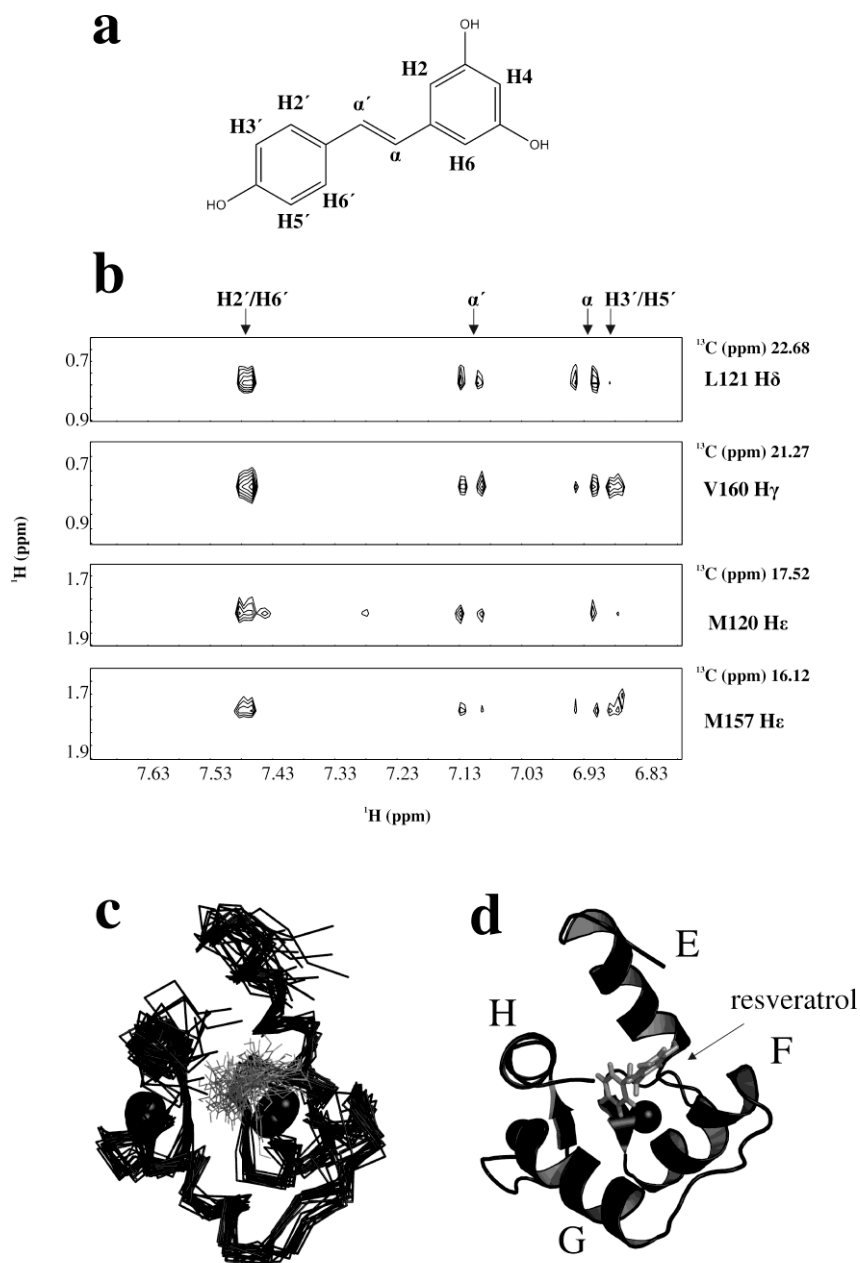 a
OH
H2
H4
α´
H2´
H3´
α
OH
H6
H6´
HO
H5´
b
H2´/H6´ α´ α H3´/H5´
0.7
0.9
¹³C (ppm) 22.68
L121 Hδ
0.7
0.9
¹³C (ppm) 21.27
V160 Hγ
¹H (ppm)
1.7
1.9
¹³C (ppm) 17.52
M120 Hε
1.7
1.9
¹³C (ppm) 16.12
M157 Hε
7.63 7.53 7.43 7.33 7.23 7.13 7.03 6.93 6.83
¹H (ppm)
c
d
E
resveratrol
H
F
G